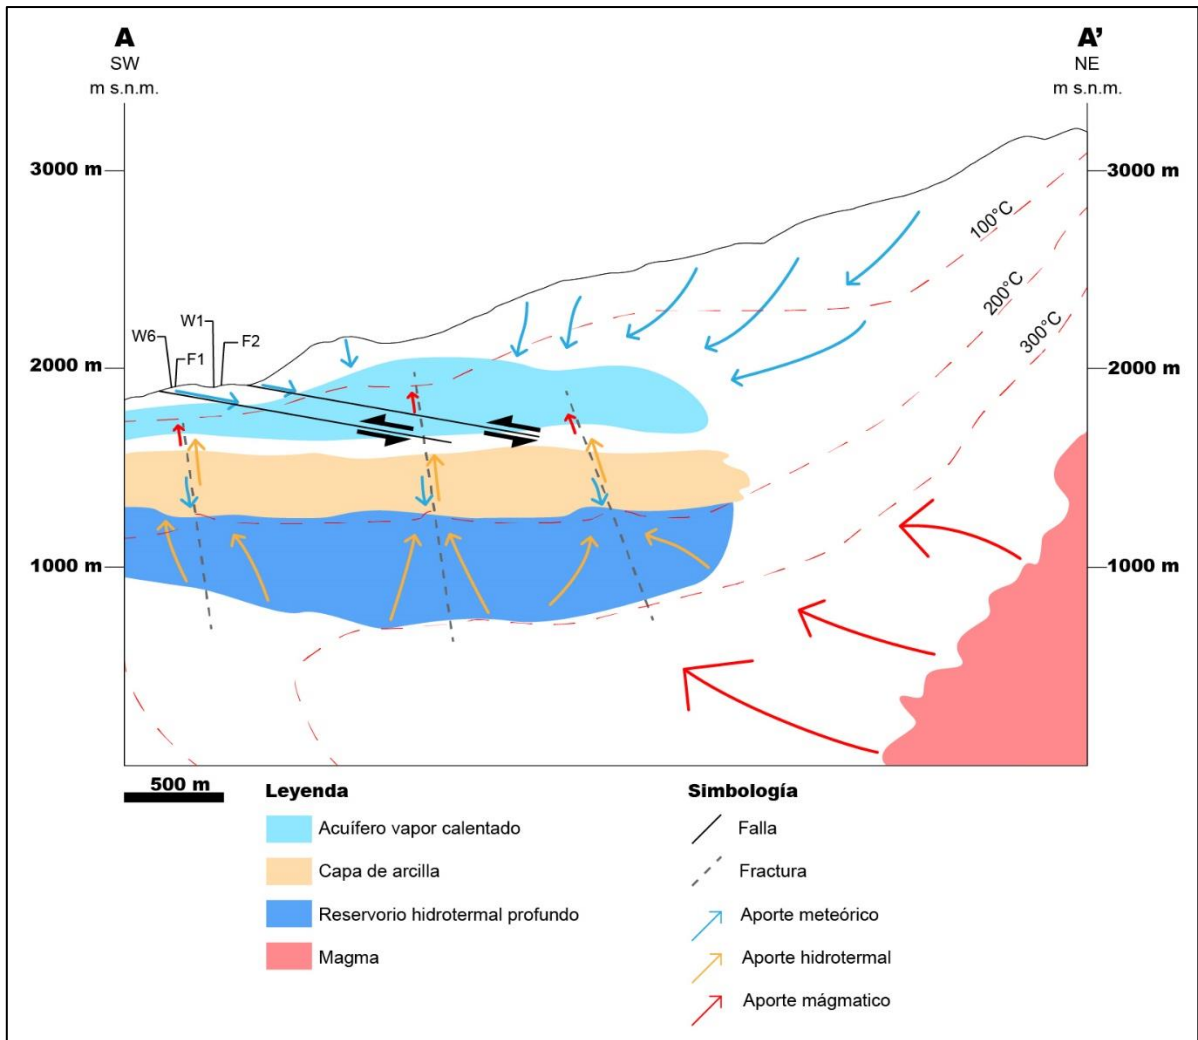 A
SW
m s.n.m.
A’
NE
m s.n.m.
3000 m
3000 m
100°C
200°C
300°C
W1
W6
F2
F1
2000 m
2000 m
1000 m
1000 m
500 m
Leyenda
Acuífero vapor calentado
Capa de arcilla
Reservorio hidrotermal profundo
Magma
Simbología
Falla
Fractura
Aporte meteórico
Aporte hidrotermal
Aporte mágmatico